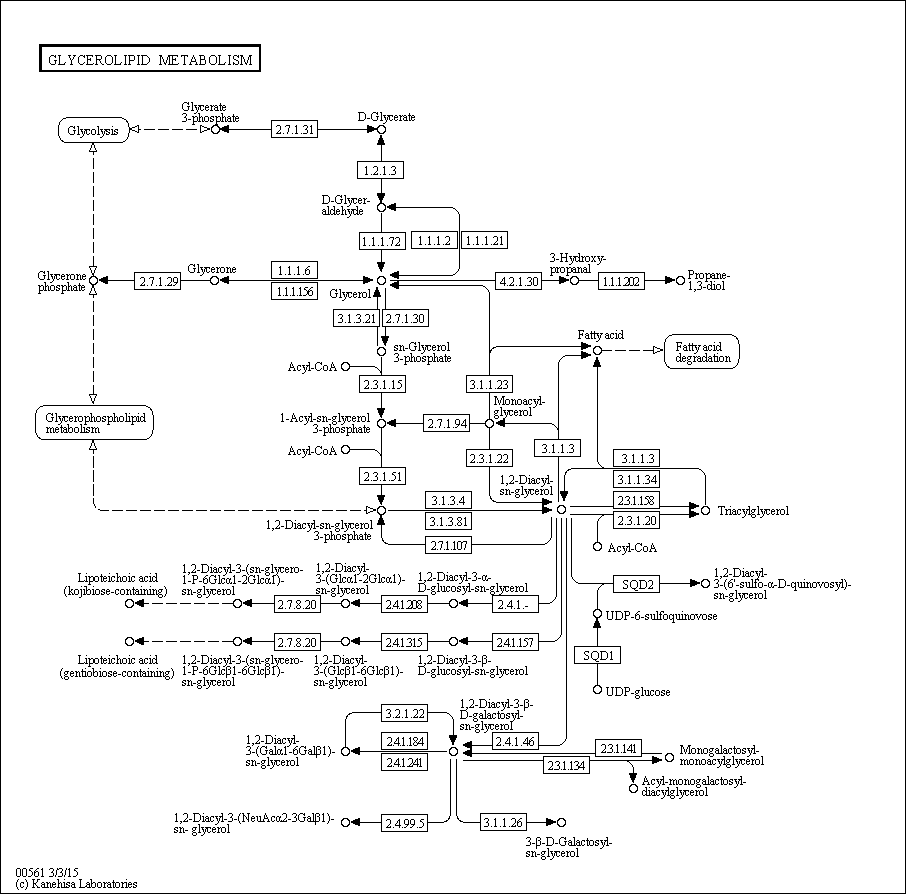 GLYCEROLIPID METABOLISM
Glycerate
3-phosphate
D-Glycerate
Glycolysis
2.7.1.31
1.2.1.3
D-Glycer-
aldehyde
1.1.1.72
1.1.1.2
1.1.1.21
3-Hydroxy-
propanal
Glycerone
phosphate
2.7.1.29
Glycerone
1.1.1.6
1.1.1.156
Glycerol
4.2.1.30
1.1.1.202
Propane-
1,3-diol
3.1.3.21
2.7.1.30
Fatty acid
sn-Glycerol
3-phosphate
Fatty acid
degradation
Acyl-CoA
2.3.1.15
3.1.1.23
Monoacyl-
glycerol
Glycerophospholipid
metabolism
1-Acyl-sn-glycerol
3-phosphate
2.7.1.94
Acyl-CoA
2.3.1.22
3.1.1.3
3.1.1.3
2.3.1.51
1,2-Diacyl-
sn-glycerol
3.1.1.34
3.1.3.4
2.3.1.158
Triacylglycerol
1,2-Diacyl-sn-glycerol
3-phosphate
3.1.3.81
2.3.1.20
2.7.1.107
Acyl-CoA
Lipoteichoic acid
(kojibiose-containing)
1,2-Diacyl-3-(sn-glycero-
1-P-6Glcα1-2Glcα1)-
sn-glycerol
1,2-Diacyl-
3-(Glcα1-2Glcα1)-
sn-glycerol
1,2-Diacyl-3-α-
D-glucosyl-sn-glycerol
SQD2
1,2-Diacyl-
3-(6'-sulfo-α-D-quinovosyl)-
sn-glycerol
2.7.8.20
2.4.1.208
2.4.1.-
UDP-6-sulfoquinovose
2.7.8.20
2.4.1.315
2.4.1.157
SQD1
Lipoteichoic acid
(gentiobiose-containing)
1,2-Diacyl-3-(sn-glycero-
1-P-6Glcβ1-6Glcβ1)-
sn-glycerol
1,2-Diacyl-
3-(Glcβ1-6Glcβ1)-
sn-glycerol
1,2-Diacyl-3-β-
D-glucosyl-sn-glycerol
UDP-glucose
3.2.1.22
1,2-Diacyl-3-β-
D-galactosyl-
sn-glycerol
1,2-Diacyl-
3-(Galα1-6Galβ1)-
sn-glycerol
2.4.1.184
2.4.1.241
2.4.1.46
2.3.1.141
2.3.1.134
Monogalactosyl-
monoacylglycerol
Acyl-monogalactosyl-
diacylglycerol
1,2-Diacyl-3-(NeuAcα2-3Galβ1)-
sn- glycerol
2.4.99.5
3.1.1.26
3-β-D-Galactosyl-
sn-glycerol
00561 3/3/15
(c) Kanehisa Laboratories